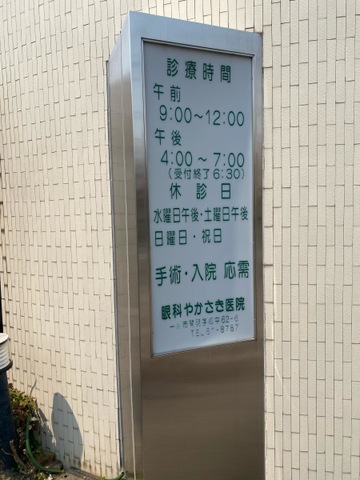 診療時間
午前
9:00〜12:00
午後
4:00〜7:00
(受付終了6:30)
休診日
水曜日午後・土曜日午後
日曜日・祝日
手術・入院 応需
眼科やかさき医院